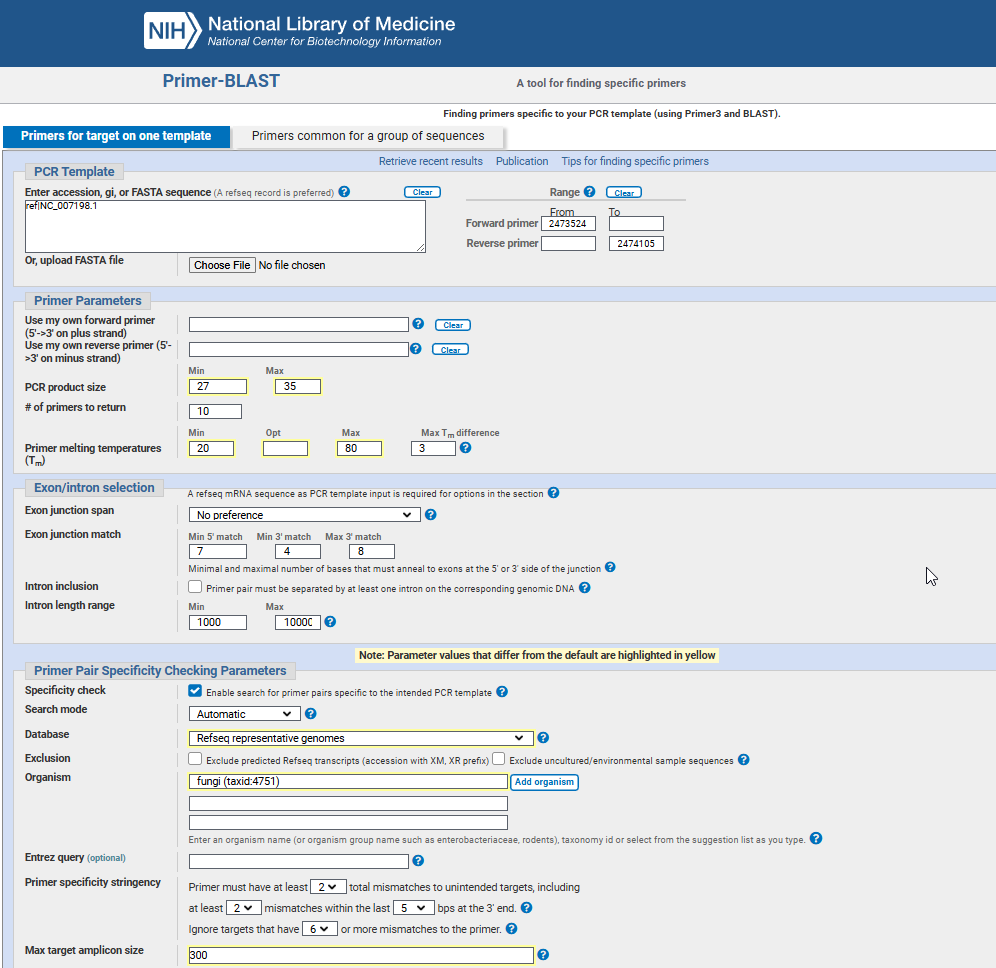 NIH National Library of Medicine
National Center for Biotechnology Information
Primer-BLAST A tool for finding specific primers
Finding primers specific to your PCR template (using Primer3 and BLAST).
Primers for target on one template Primers common for a group of sequences
Retrieve recent results Publication Tips for finding specific primers
PCR Template
Enter accession, gi, or FASTA sequence (A refseq record is preferred) ? Clear Range ? Clear
ref|NC_007198.1
From To
Forward primer 2473524
Reverse primer 2474105
Or, upload FASTA file
Choose File No file chosen
Primer Parameters
Use my own forward primer
(5'->3' on plus strand) ? Clear
Use my own reverse primer (5'-
>3' on minus strand) ? Clear
Min Max
PCR product size 27 35
# of primers to return 10
Min Opt Max Max Tm difference
Primer melting temperatures 20 80 3 ?
(Tm)
Exon/intron selection A refseq mRNA sequence as PCR template input is required for options in the section ?
Exon junction span No preference ?
Exon junction match Min 5' match Min 3' match Max 3' match
7 4 8
Minimal and maximal number of bases that must anneal to exons at the 5' or 3' side of the junction ?
Intron inclusion Primer pair must be separated by at least one intron on the corresponding genomic DNA ?
Intron length range Min Max
1000 10000 ?
Note: Parameter values that differ from the default are highlighted in yellow
Primer Pair Specificity Checking Parameters
Specificity check Enable search for primer pairs specific to the intended PCR template ?
Search mode Automatic ?
Database Refseq representative genomes ?
Exclusion Exclude predicted Refseq transcripts (accession with XM, XR prefix) Exclude uncultured/environmental sample sequences ?
Organism fungi (taxid:4751) Add organism
Enter an organism name (or organism group name such as enterobacteriaceae, rodents), taxonomy id or select from the suggestion list as you type. ?
Entrez query (optional) ?
Primer specificity stringency Primer must have at least 2 total mismatches to unintended targets, including
at least 2 mismatches within the last 5 bps at the 3' end. ?
Ignore targets that have 6 or more mismatches to the primer. ?
Max target amplicon size 300 ?